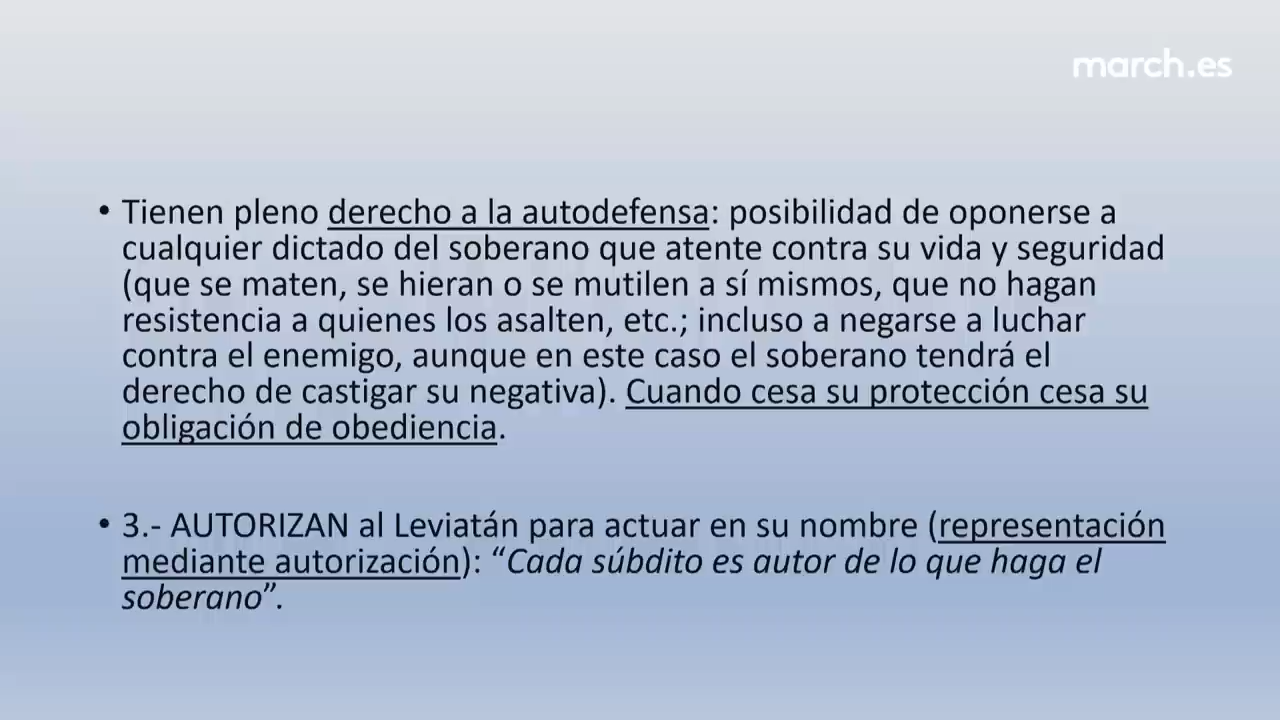 march.es
• Tienen pleno derecho a la autodefensa: posibilidad de oponerse a
cualquier dictado del soberano que atente contra su vida y seguridad
(que se maten, se hieran o se mutilen a sí mismos, que no hagan
resistencia a quienes los asalten, etc.; incluso a negarse a luchar
contra el enemigo, aunque en este caso el soberano tendrá el
derecho de castigar su negativa). Cuando cesa su protección cesa su
obligación de obediencia.
• 3.- AUTORIZAN al Leviatán para actuar en su nombre (representación
mediante autorización): “Cada súbdito es autor de lo que haga el
soberano”.